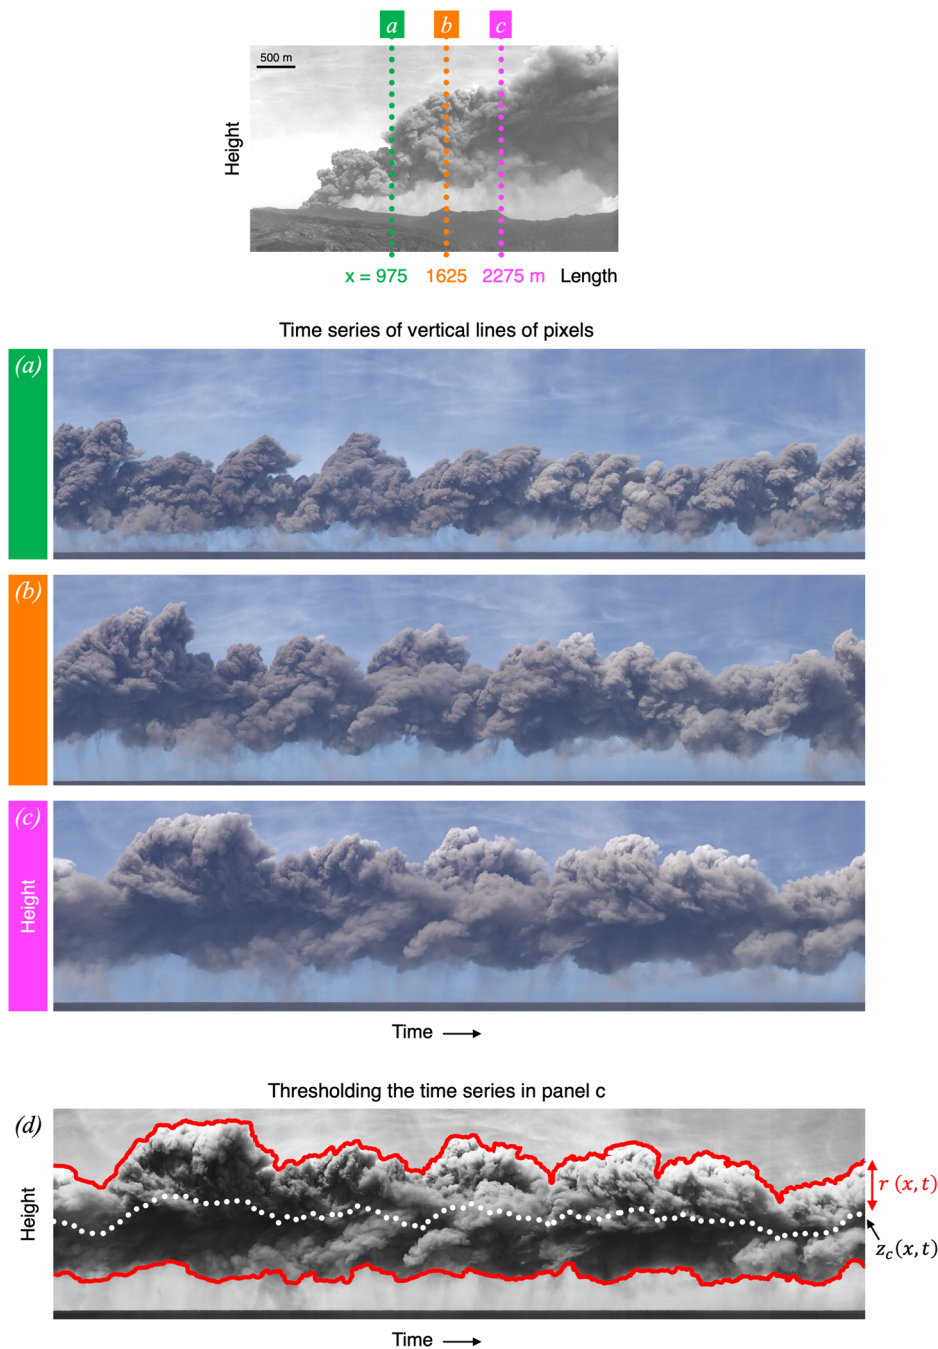 a b c
500 m
Height
x = 975 1625 2275 m Length
Time series of vertical lines of pixels
(a)
(b)
(c)
Height
Time
Thresholding the time series in panel c
(d)
Height
r (x, t)
z_c(x, t)
Time